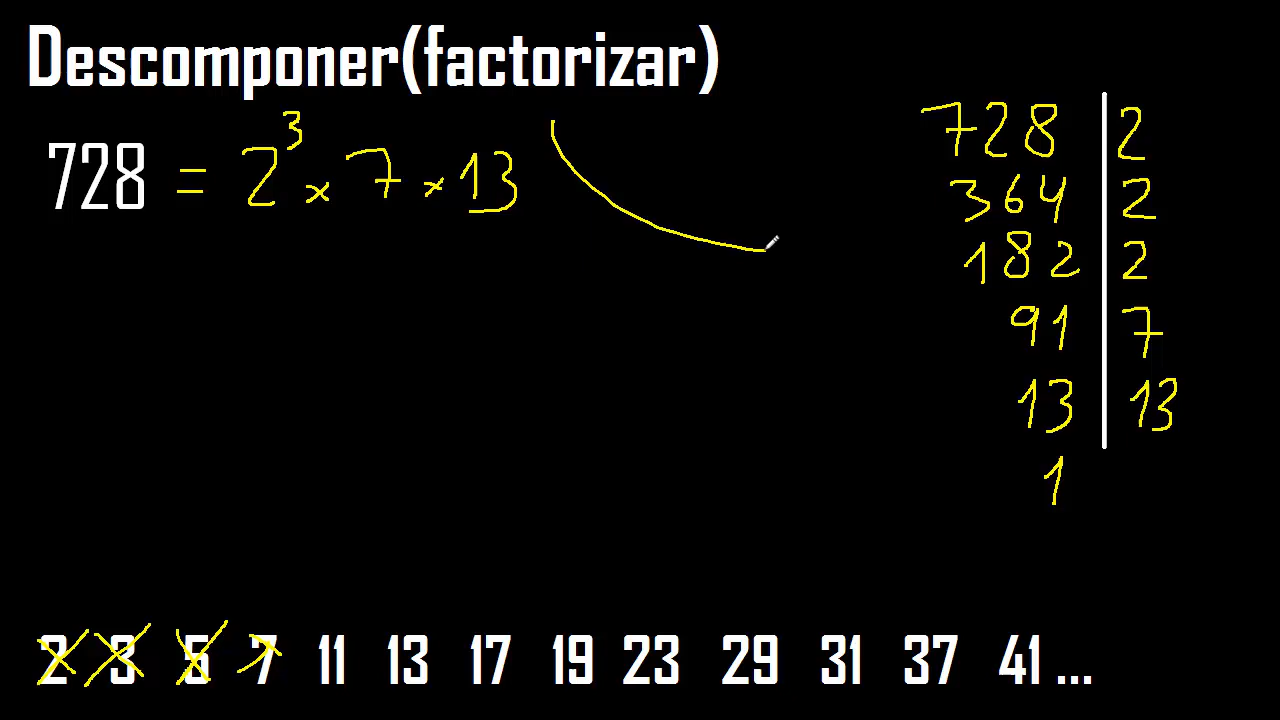 Descomponer(factorizar)
728 = 2³ × 7 × 13
728 | 2
364 | 2
182 | 2
91 | 7
13 | 13
1
2 3 5 7 11 13 17 19 23 29 31 37 41 ...